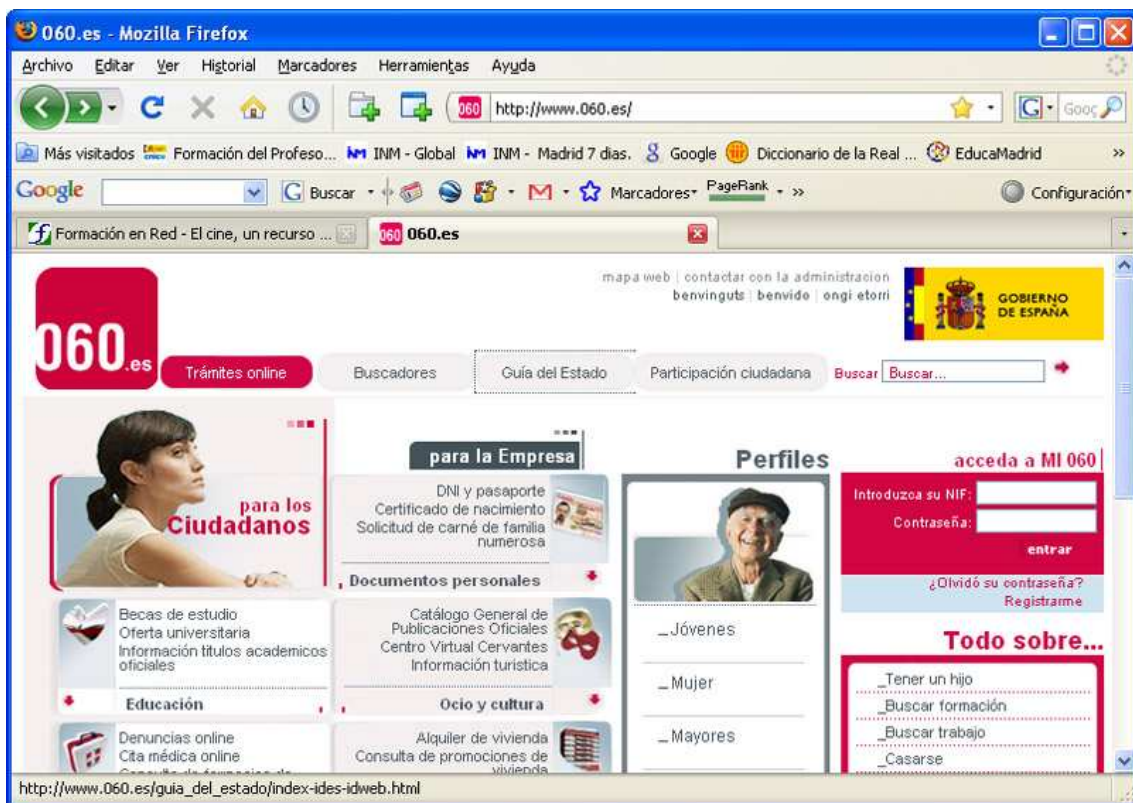 060.es - Mozilla Firefox
Archivo Editar Ver Historial Marcadores Herramientas Ayuda
060 http://www.060.es/ G Goog
Más visitados Formación del Profeso... INM - Global INM - Madrid 7 dias. Google Diccionario de la Real ... EducaMadrid »
Google G Buscar Marcadores PageRank » Configuración
Formación en Red - El cine, un recurso ... 060 060.es
mapa web | contactar con la administracion
benvinguts | benvido | ongi etorri
GOBIERNO
DE ESPAÑA
060.es
Trámites online Buscadores Guía del Estado Participación ciudadana Buscar Buscar...
para los
Ciudadanos
para la Empresa
DNI y pasaporte
Certificado de nacimiento
Solicitud de carné de familia
numerosa
Documentos personales
Becas de estudio
Oferta universitaria
Información titulos academicos
oficiales
Educación
Catálogo General de
Publicaciones Oficiales
Centro Virtual Cervantes
Información turistica
Ocio y cultura
Denuncias online
Cita médica online
Alquiler de vivienda
Consulta de promociones de
vivienda
Perfiles
_Jóvenes
_Mujer
_Mayores
acceda a MI 060
Introduzca su NIF:
Contraseña:
entrar
¿Olvidó su contraseña?
Registrarme
Todo sobre...
_Tener un hijo
_Buscar formación
_Buscar trabajo
_Casarse
http://www.060.es/guia_del_estado/index-ides-idweb.html